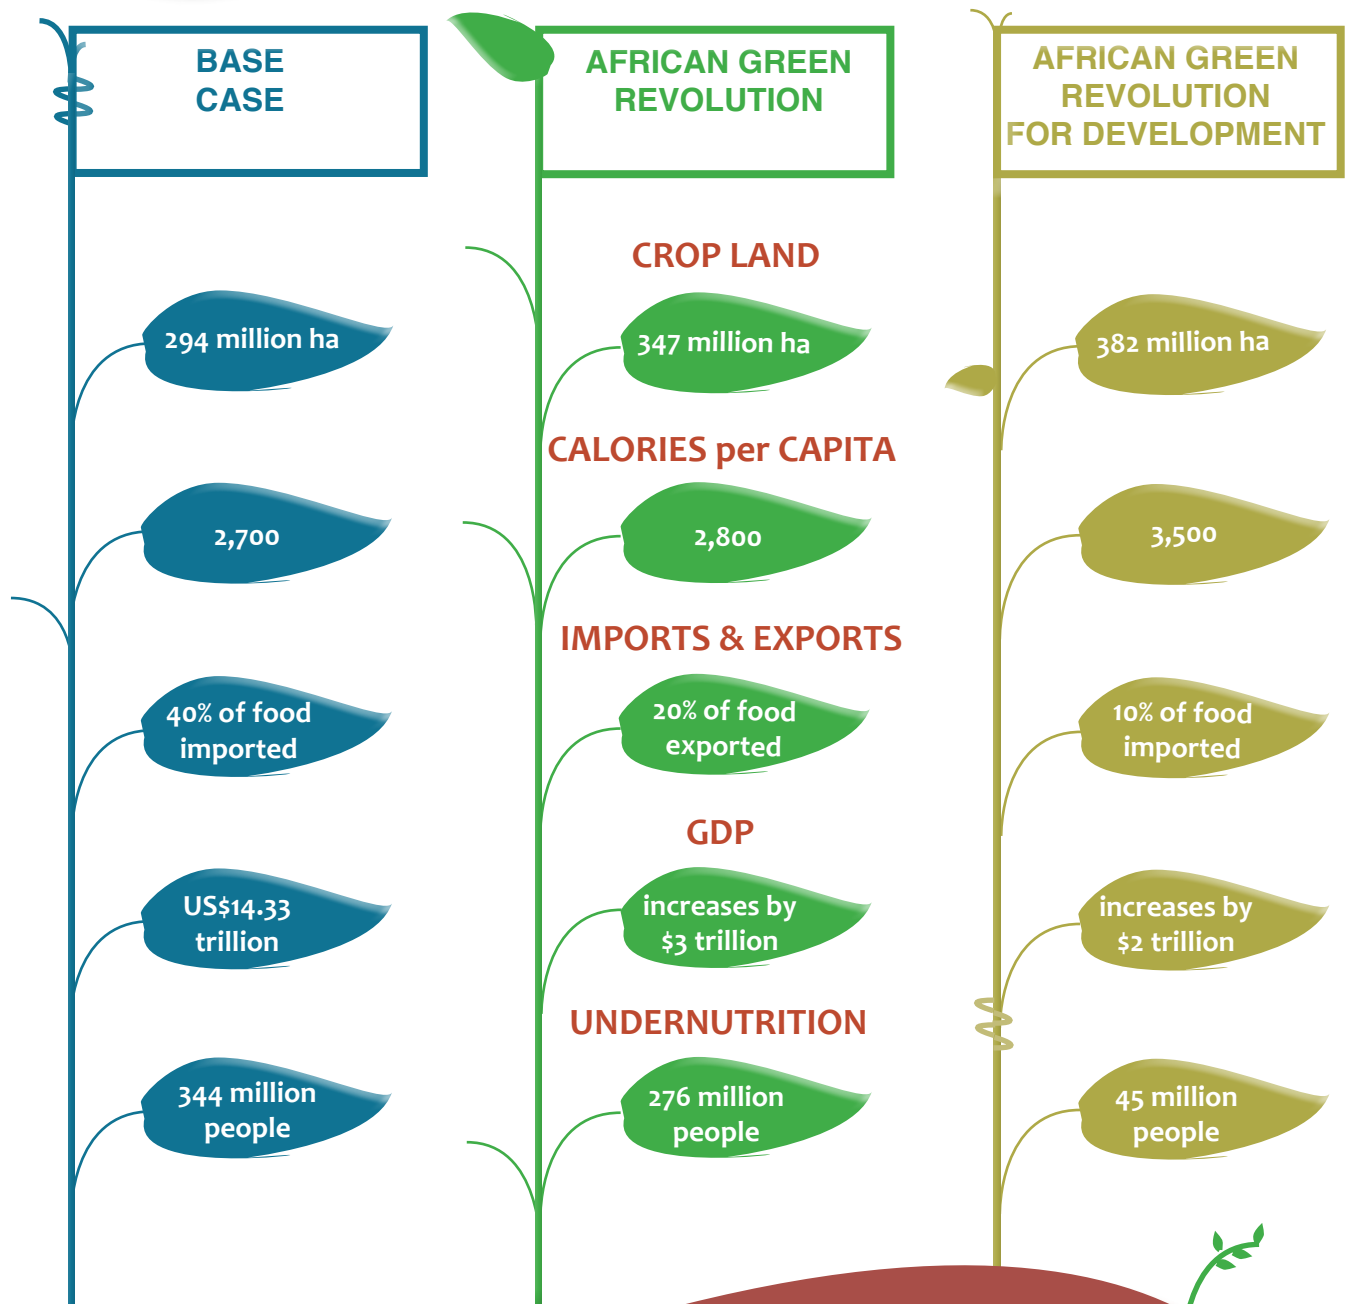 BASE
CASE
AFRICAN GREEN
REVOLUTION
AFRICAN GREEN
REVOLUTION
FOR DEVELOPMENT
CROP LAND
294 million ha
347 million ha
382 million ha
CALORIES per CAPITA
2,700
2,800
3,500
IMPORTS & EXPORTS
40% of food
imported
20% of food
exported
10% of food
imported
GDP
US$14.33
trillion
increases by
$3 trillion
increases by
$2 trillion
UNDERNUTRITION
344 million
people
276 million
people
45 million
people